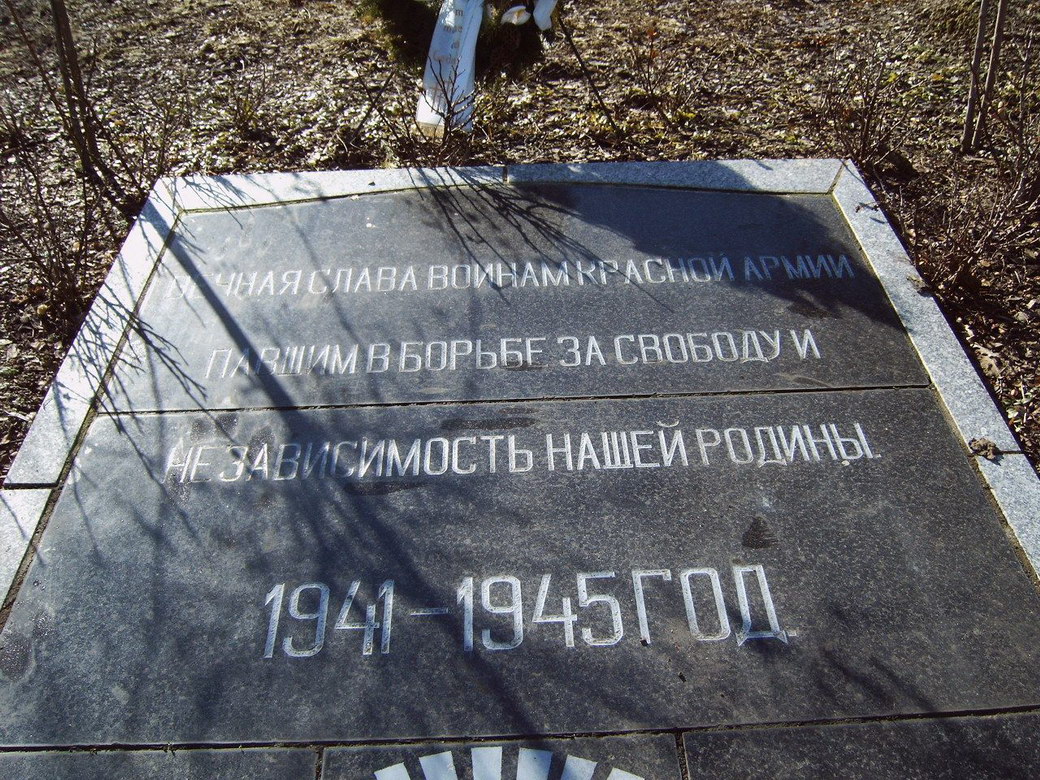 ВЕЧНАЯ СЛАВА ВОИНАМ КРАСНОЙ АРМИИ
ПАВШИМ В БОРЬБЕ ЗА СВОБОДУ И
НЕЗАВИСИМОСТЬ НАШЕЙ РОДИНЫ.
1941-1945 ГОД.